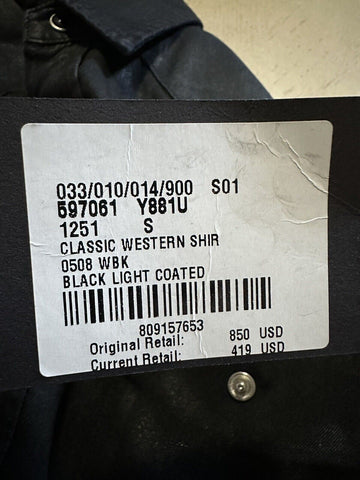 033/010/014/900 S01
597061 Y881U
1251 S
CLASSIC WESTERN SHIR
0508 WBK
BLACK LIGHT COATED
809157653
Original Retail: 850 USD
Current Retail: 419 USD